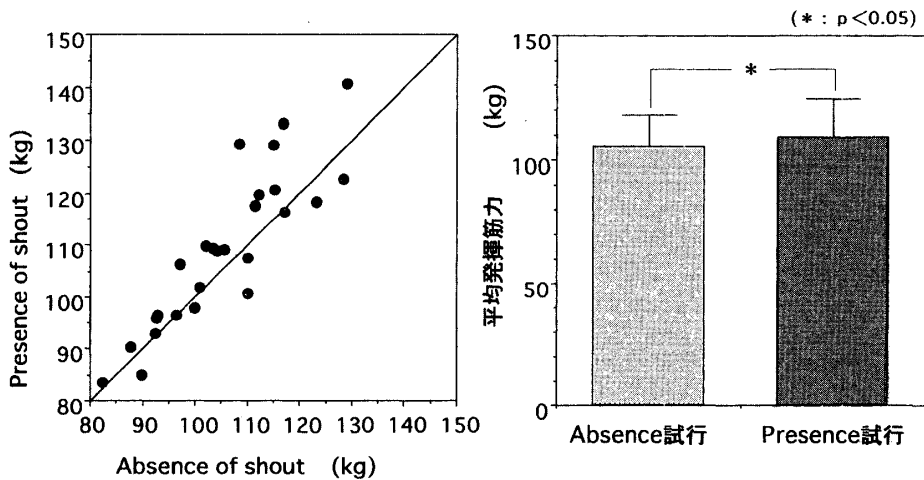 (*: p<0.05)
150
140
130
120
110
100
90
80
Presence of shout (kg)
80 90 100 110 120 130 140 150
Absence of shout (kg)
150
100
50
0
平均発揮筋力 (kg)
*
Absence試行 Presence試行